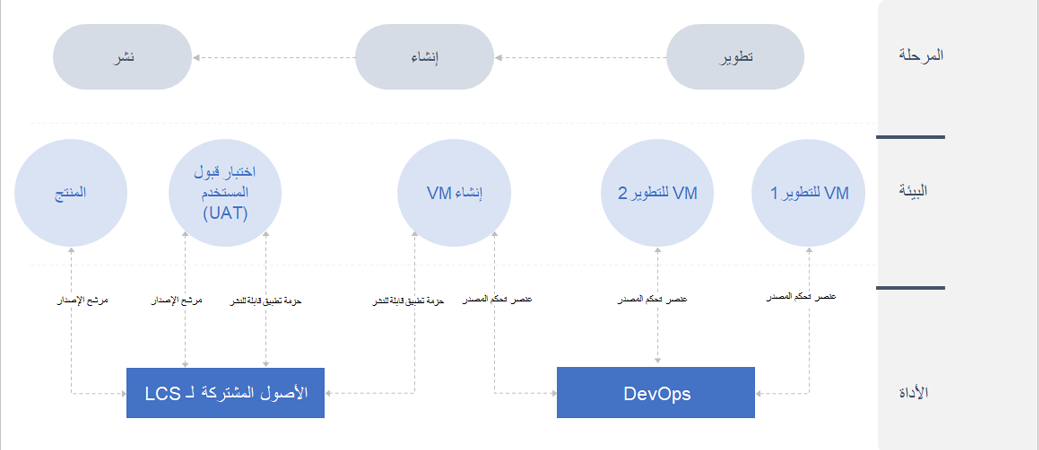 المرحلة
تطوير
إنشاء
نشر
البيئة
VM للتطوير 1
VM للتطوير 2
إنشاء VM
اختبار قبول
المستخدم
(UAT)
المنتج
عنصر تحكم المصدر
عنصر تحكم المصدر
عنصر تحكم المصدر
حزمة تطبيق قابلة للنشر
حزمة تطبيق قابلة للنشر
مرشح الإصدار
مرشح الإصدار
الأداة
DevOps
الأصول المشتركة لـ LCS